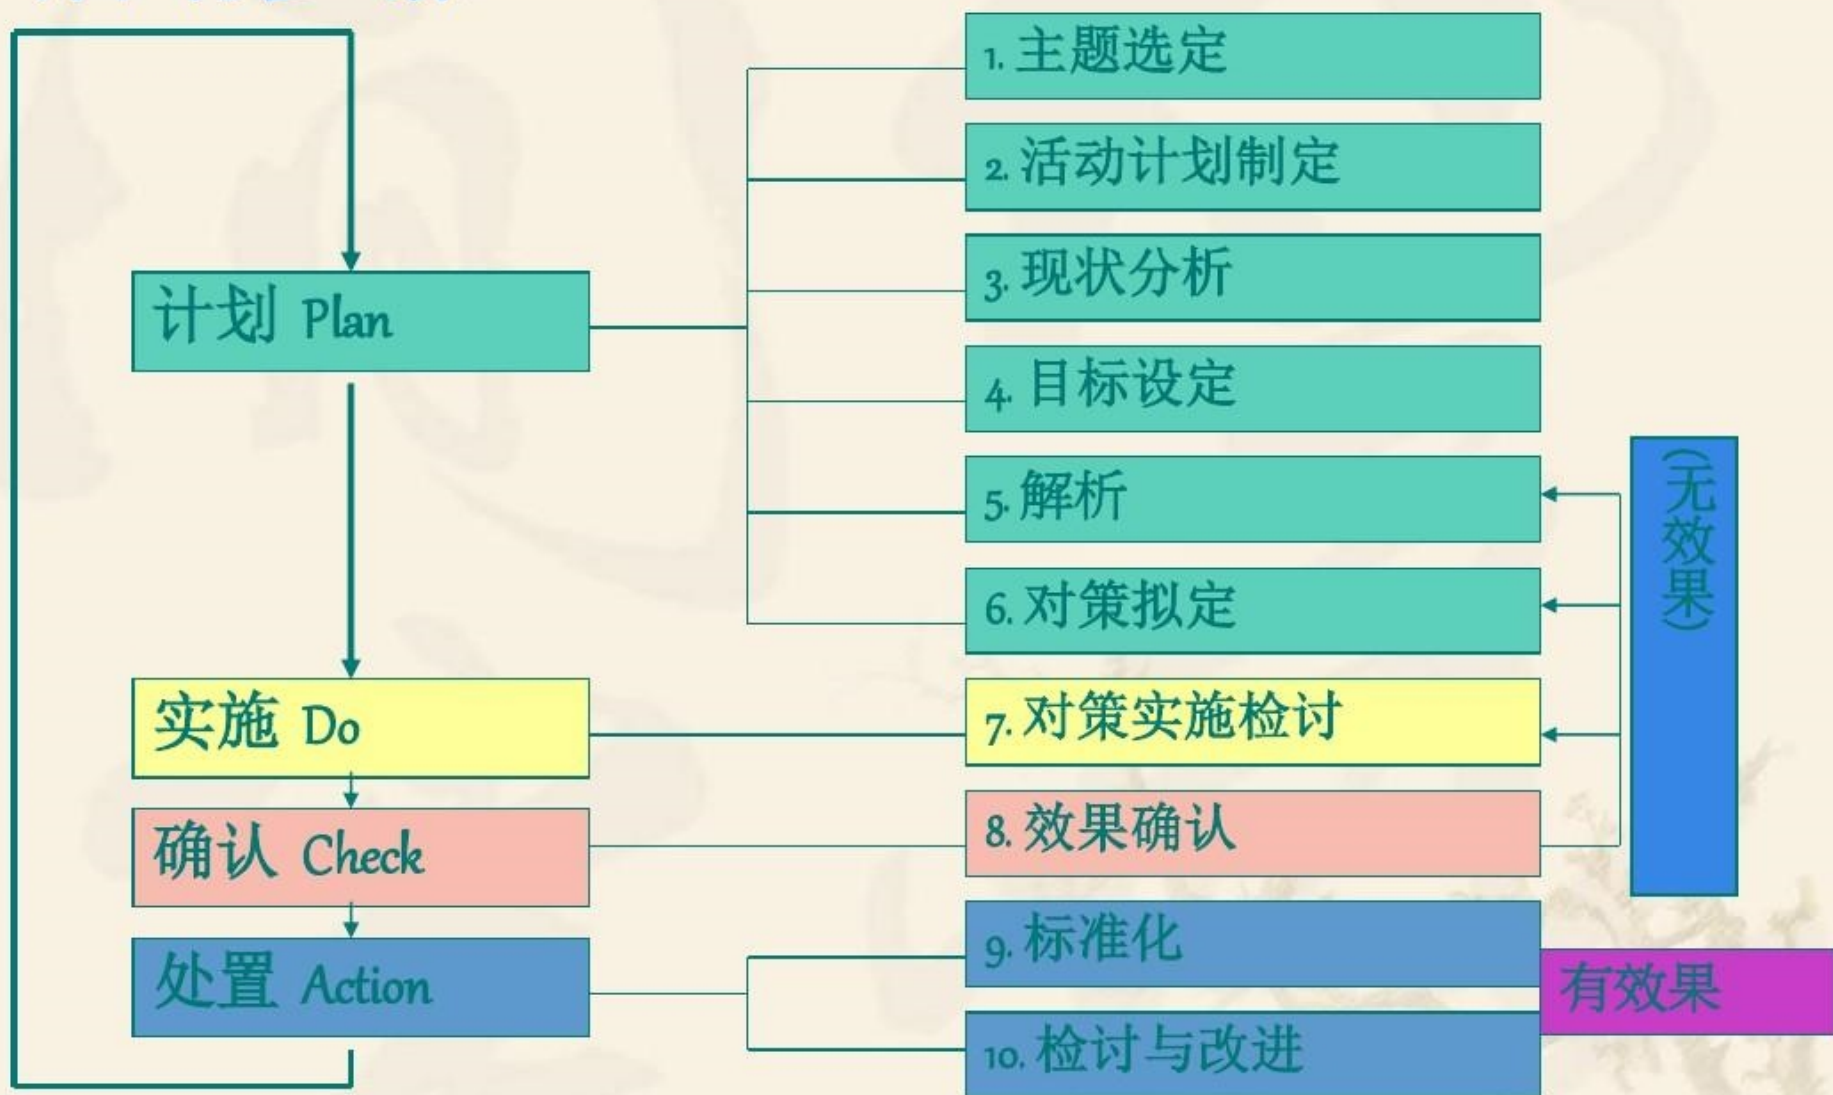 计划 Plan
实施 Do
确认 Check
处置 Action
1. 主题选定
2. 活动计划制定
3. 现状分析
4. 目标设定
5. 解析
6. 对策拟定
7. 对策实施检讨
8. 效果确认
9. 标准化
10. 检讨与改进
(无效果)
有效果